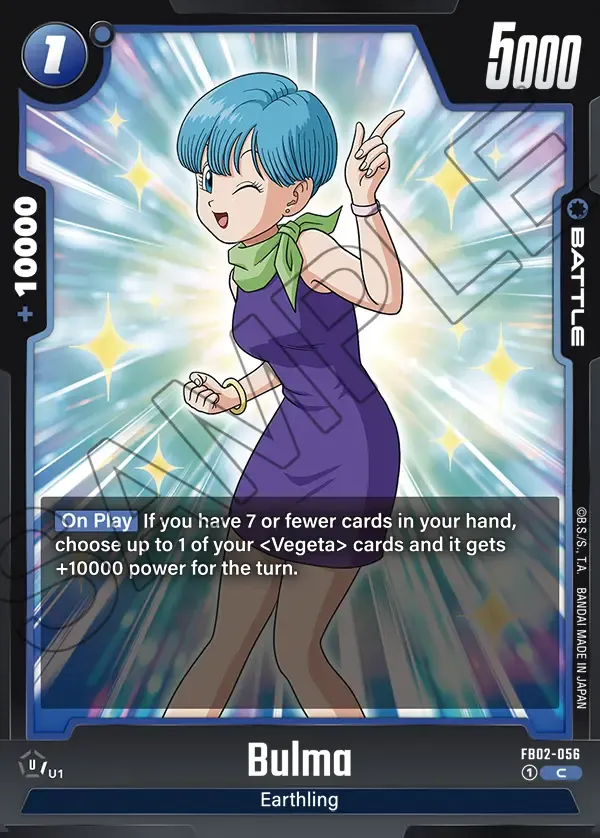 1
5000
+10000
BATTLE
SAMPLE
On Play If you have 7 or fewer cards in your hand,
choose up to 1 of your <Vegeta> cards and it gets
+10000 power for the turn.
©B.S./S., T.A. BANDAI MADE IN JAPAN
U/U1
Bulma
FB02-056
1 C
Earthling